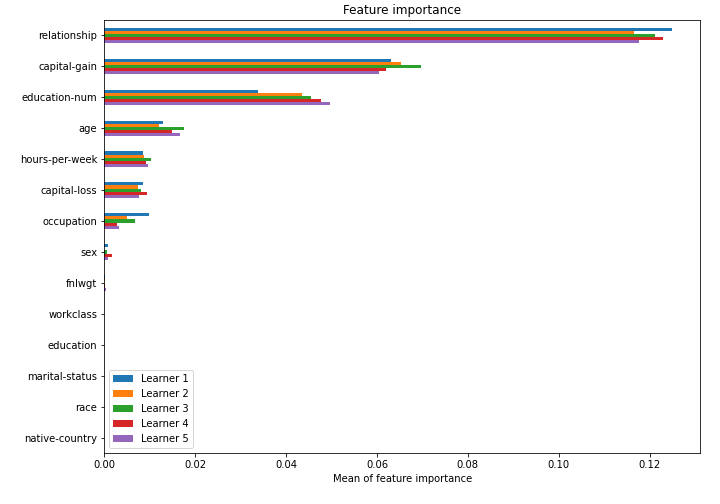 Feature importance
relationship
capital-gain
education-num
age
hours-per-week
capital-loss
occupation
sex
fnlwgt
workclass
education
marital-status
race
native-country
Learner 1
Learner 2
Learner 3
Learner 4
Learner 5
0.00 0.02 0.04 0.06 0.08 0.10 0.12
Mean of feature importance